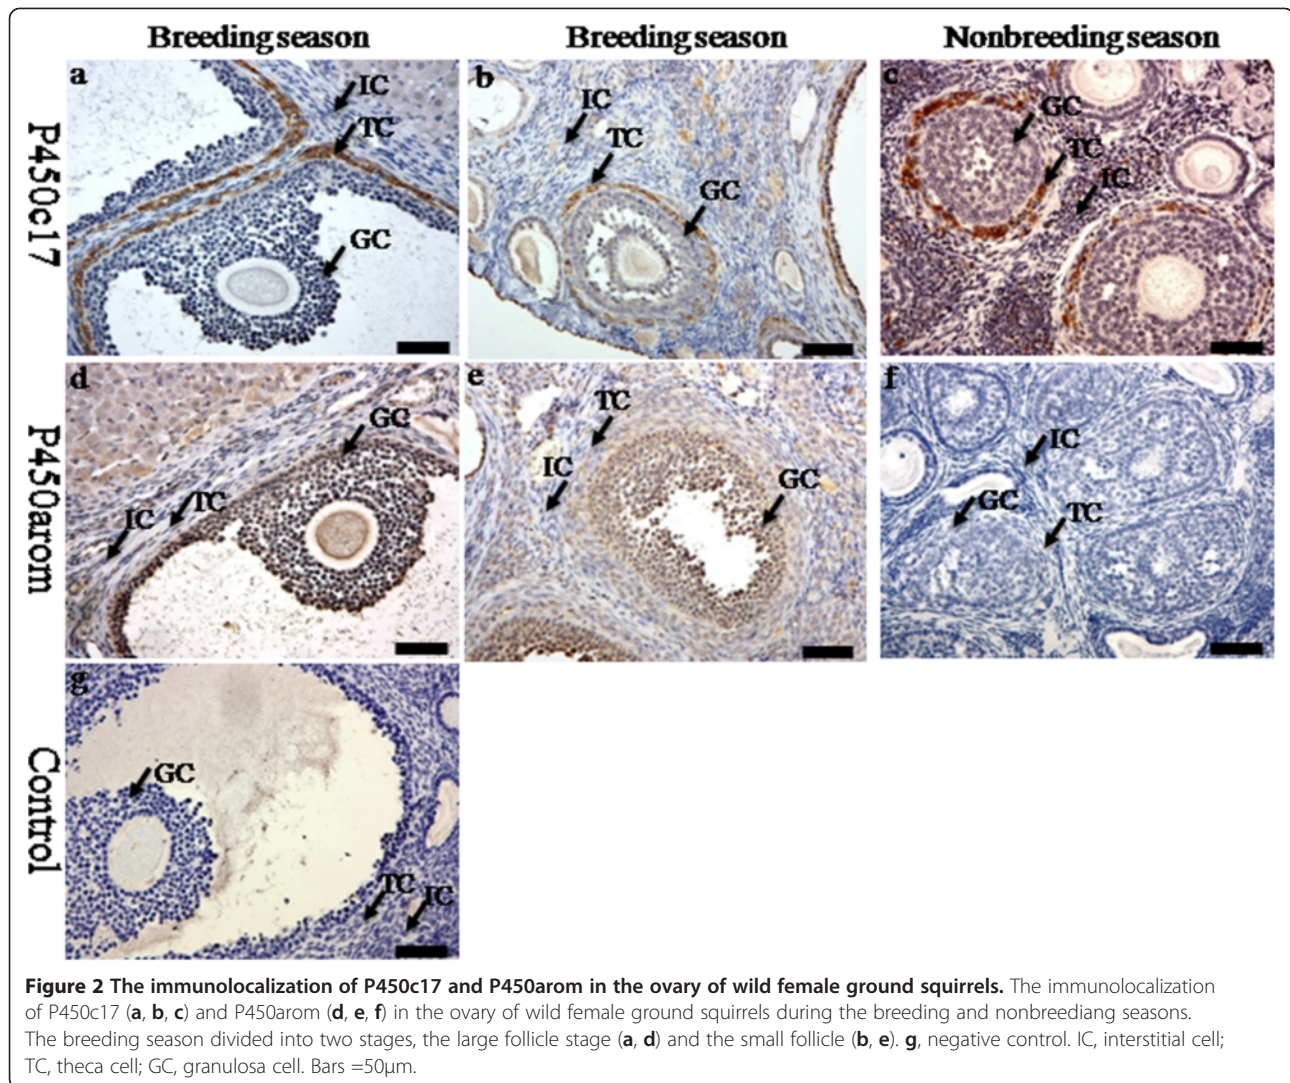 Breeding season Breeding season Nonbreeding season
P450c17
a
IC
TC
GC
b
IC
TC
GC
c
GC
TC
IC
P450arom
d
GC
TC
IC
e
TC
IC
GC
f
IC
GC
TC
Control
g
GC
TC
IC
Figure 2 The immunolocalization of P450c17 and P450arom in the ovary of wild female ground squirrels. The immunolocalization
of P450c17 (a, b, c) and P450arom (d, e, f) in the ovary of wild female ground squirrels during the breeding and nonbreediang seasons.
The breeding season divided into two stages, the large follicle stage (a, d) and the small follicle (b, e). g, negative control. IC, interstitial cell;
TC, theca cell; GC, granulosa cell. Bars =50μm.